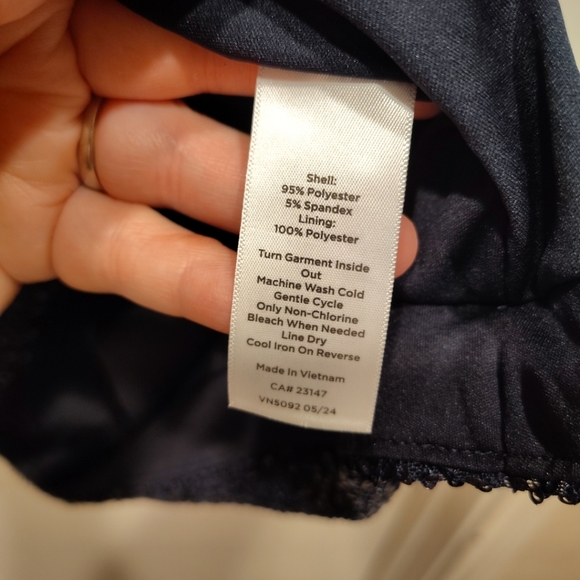 Shell:
95% Polyester
5% Spandex
Lining:
100% Polyester
Turn Garment Inside
Out
Machine Wash Cold
Gentle Cycle
Only Non-Chlorine
Bleach When Needed
Line Dry
Cool Iron On Reverse
Made In Vietnam
CA# 23147
VN5092 05/24